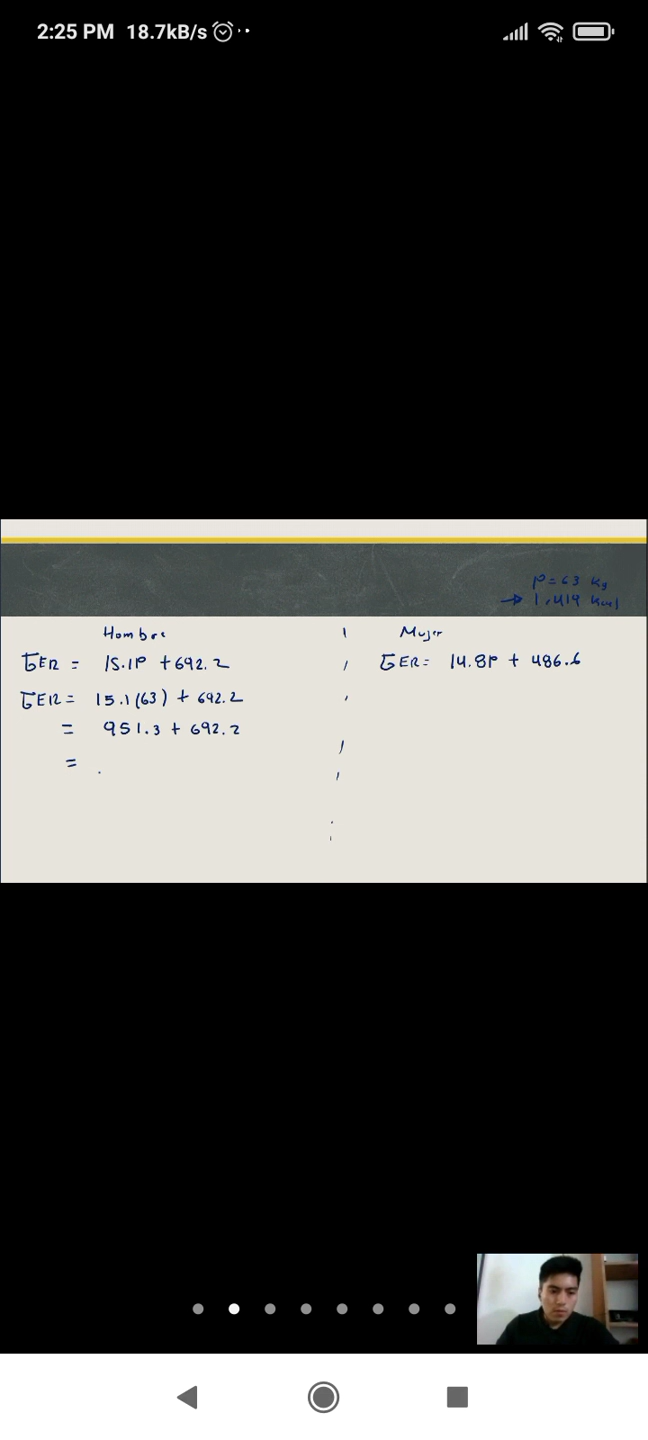 2:25 PM 18.7kB/s
P = 63 kg
→ 1,419 kcal
Hombre
GER = 15.1P + 692.2
GER = 15.1(63) + 692.2
= 951.3 + 692.2
=
Mujer
GER = 14.8P + 486.6